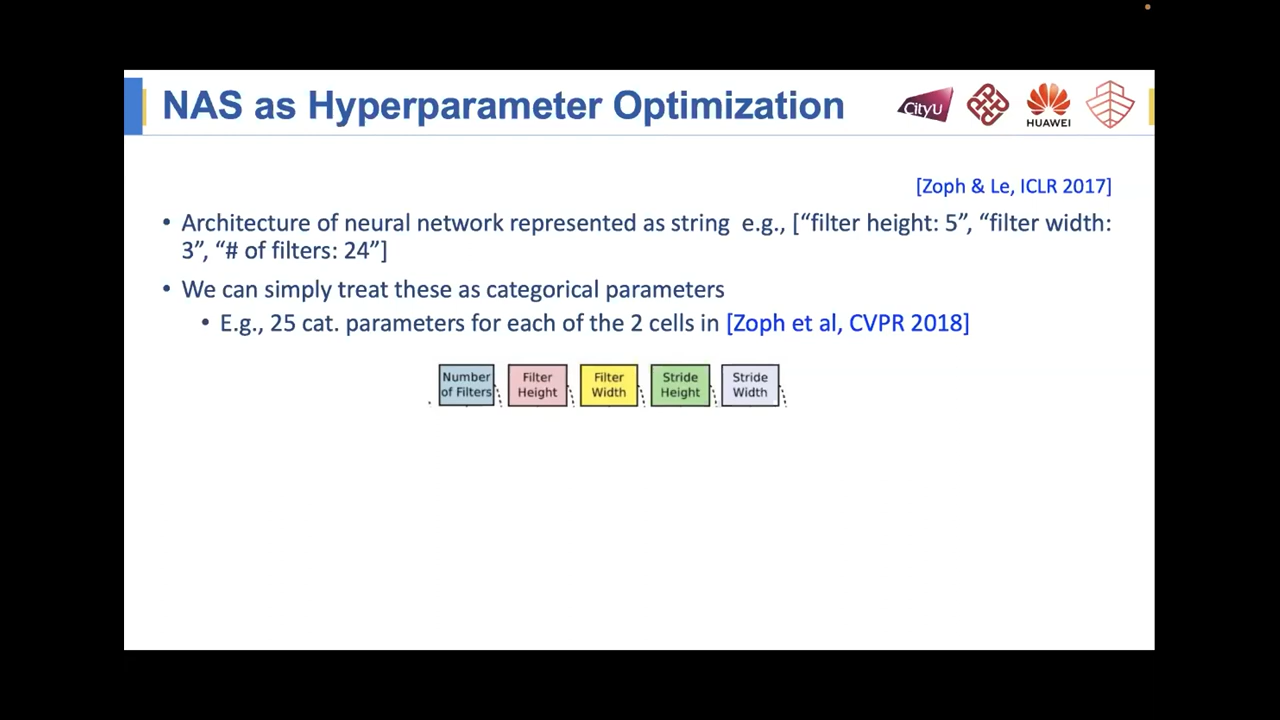 NAS as Hyperparameter Optimization
CityU
HUAWEI
[Zoph & Le, ICLR 2017]
• Architecture of neural network represented as string e.g., [“filter height: 5”, “filter width:
3”, “# of filters: 24”]
• We can simply treat these as categorical parameters
• E.g., 25 cat. parameters for each of the 2 cells in [Zoph et al, CVPR 2018]
Number
of Filters
Filter
Height
Filter
Width
Stride
Height
Stride
Width